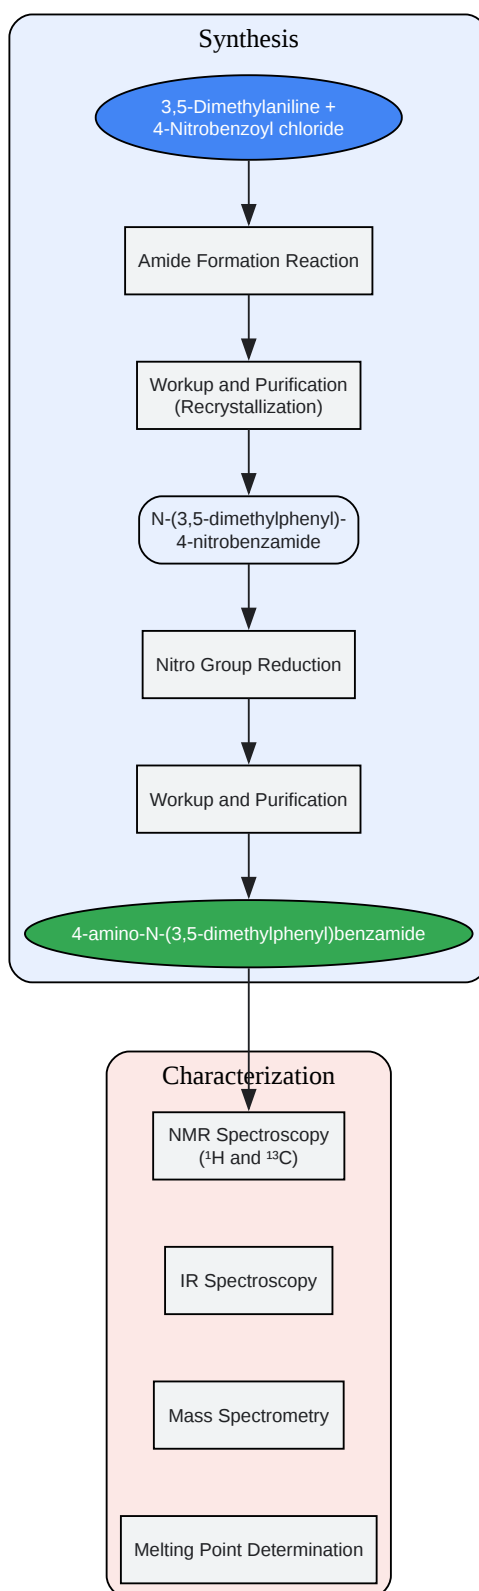 Synthesis
3,5-Dimethylaniline +
4-Nitrobenzoyl chloride
Amide Formation Reaction
Workup and Purification
(Recrystallization)
N-(3,5-dimethylphenyl)-
4-nitrobenzamide
Nitro Group Reduction
Workup and Purification
4-amino-N-(3,5-dimethylphenyl)benzamide
Characterization
NMR Spectroscopy
(¹H and ¹³C)
IR Spectroscopy
Mass Spectrometry
Melting Point Determination